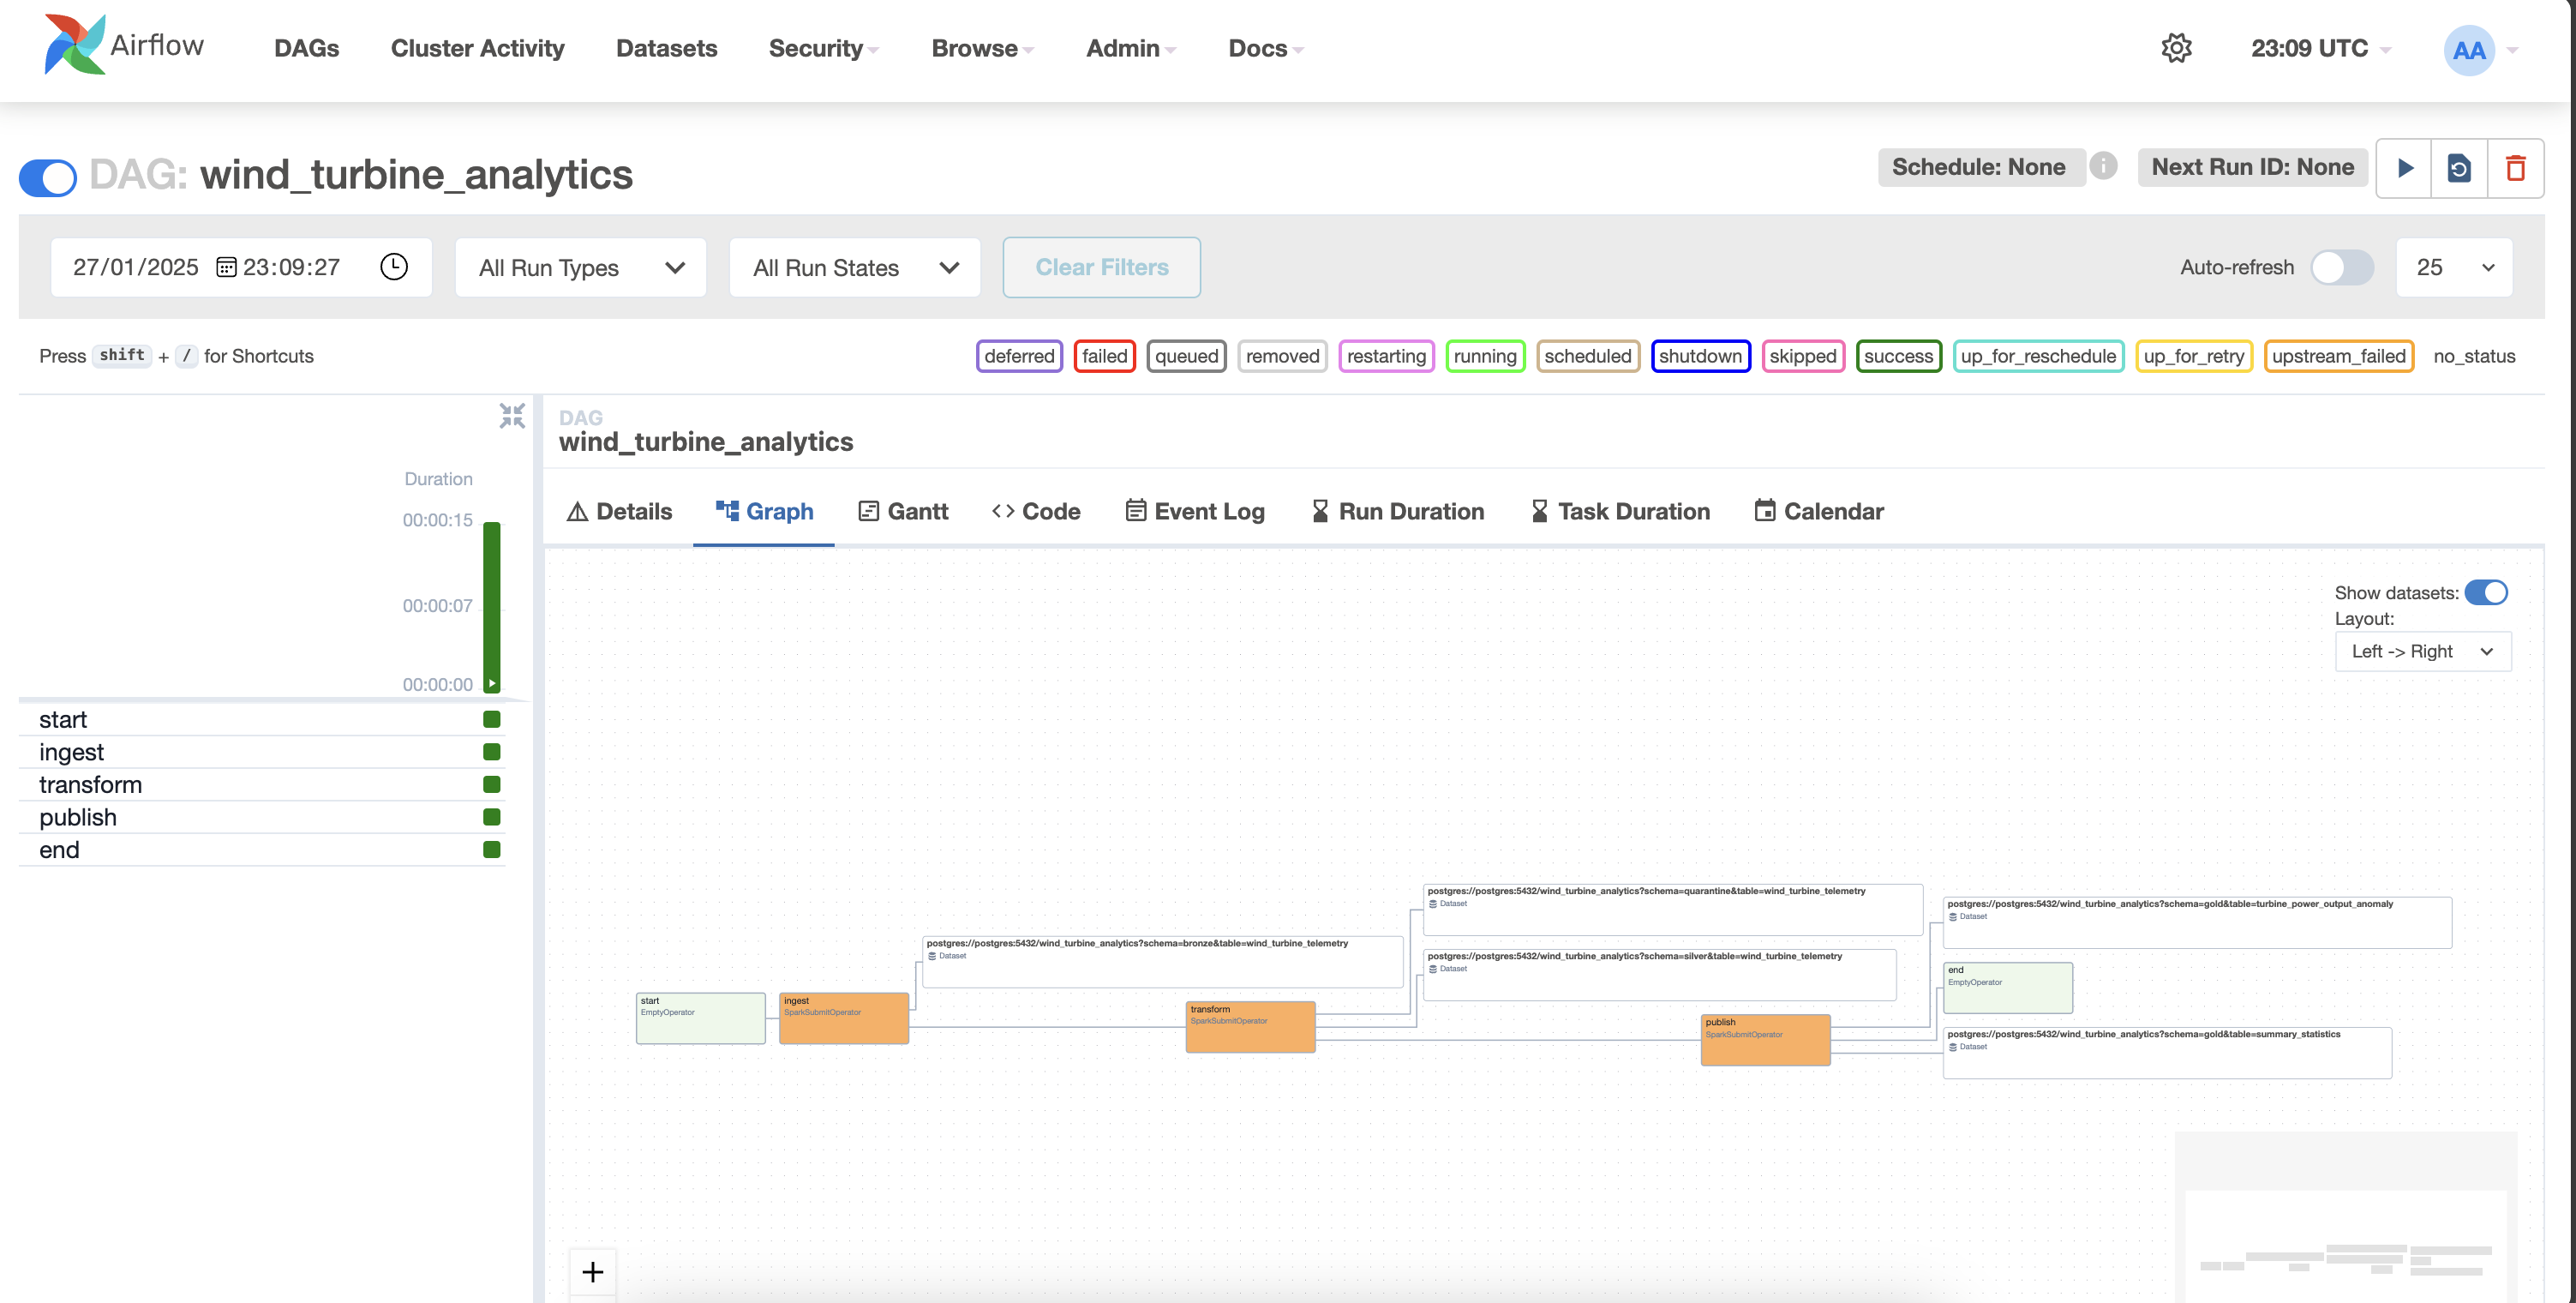 Airflow DAGs Cluster Activity Datasets Security Browse Admin Docs 23:09 UTC AA
DAG: wind_turbine_analytics Schedule: None i Next Run ID: None
27/01/2025 23:09:27 All Run Types All Run States Clear Filters Auto-refresh 25
Press shift + / for Shortcuts deferred failed queued removed restarting running scheduled shutdown skipped success up_for_reschedule up_for_retry upstream_failed no_status
Duration
00:00:15
00:00:07
00:00:00
start
ingest
transform
publish
end
DAG
wind_turbine_analytics
Details Graph Gantt Code Event Log Run Duration Task Duration Calendar
Show datasets:
Layout:
Left -> Right
start
EmptyOperator
ingest
SparkSubmitOperator
postgres://postgres:5432/wind_turbine_analytics?schema=bronze&table=wind_turbine_telemetry
Dataset
transform
SparkSubmitOperator
postgres://postgres:5432/wind_turbine_analytics?schema=quarantine&table=wind_turbine_telemetry
Dataset
postgres://postgres:5432/wind_turbine_analytics?schema=silver&table=wind_turbine_telemetry
Dataset
publish
SparkSubmitOperator
postgres://postgres:5432/wind_turbine_analytics?schema=gold&table=turbine_power_output_anomaly
Dataset
end
EmptyOperator
postgres://postgres:5432/wind_turbine_analytics?schema=gold&table=summary_statistics
Dataset